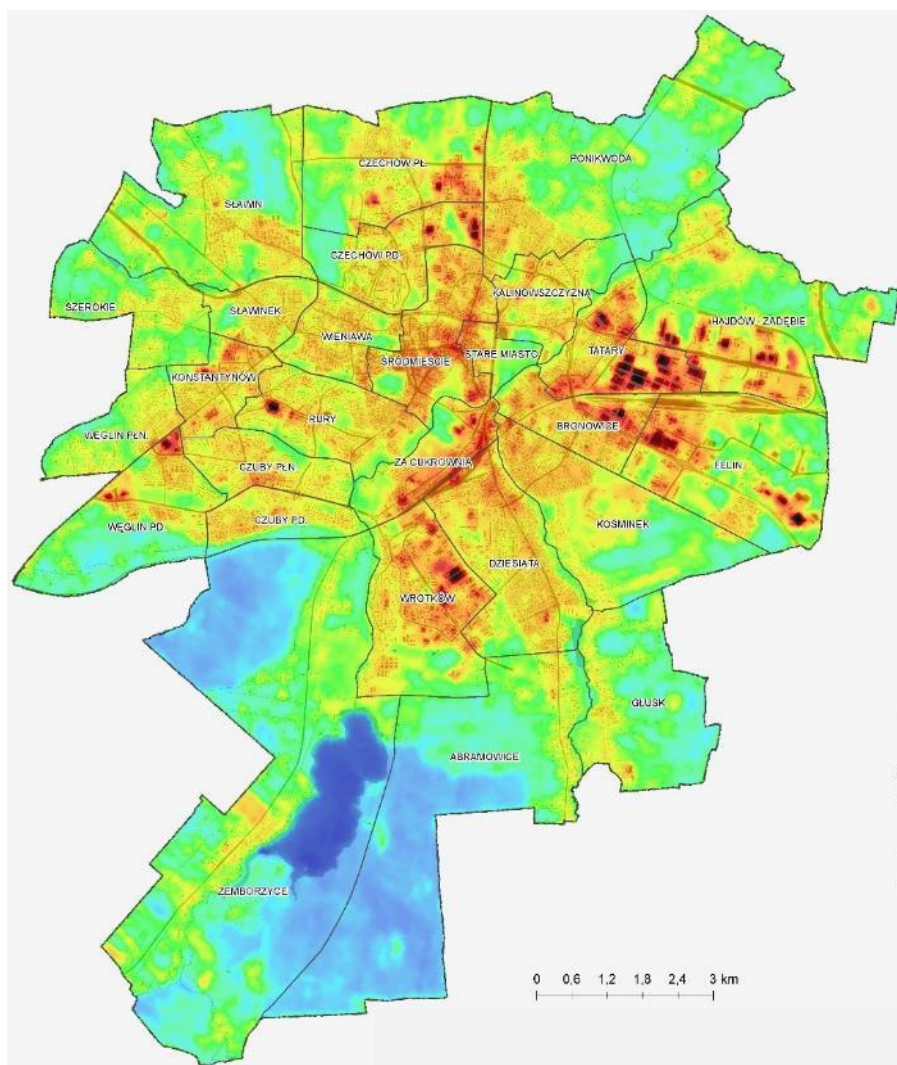 PONIKWODA
CZECHÓW PŁ.
SŁAWIN
CZECHÓW PD.
KALINOWSZCZYZNA
SZEROKIE
SŁAWINEK
HAJDÓW - ZADĘBIE
WIENIAWA
TATARY
STARE MIASTO
ŚRÓDMIEŚCIE
KONSTANTYNÓW
RURY
BRONOWICE
WĘGLIN PŁN.
ZA CUKROWNIĄ
CZUBY PŁN.
FELIN
WĘGLIN PD.
CZUBY PD.
KOŚMINEK
DZIESIĄTA
WROTKÓW
GŁUSK
ABRAMOWICE
ZEMBORZYCE
0 0,6 1,2 1,8 2,4 3 km